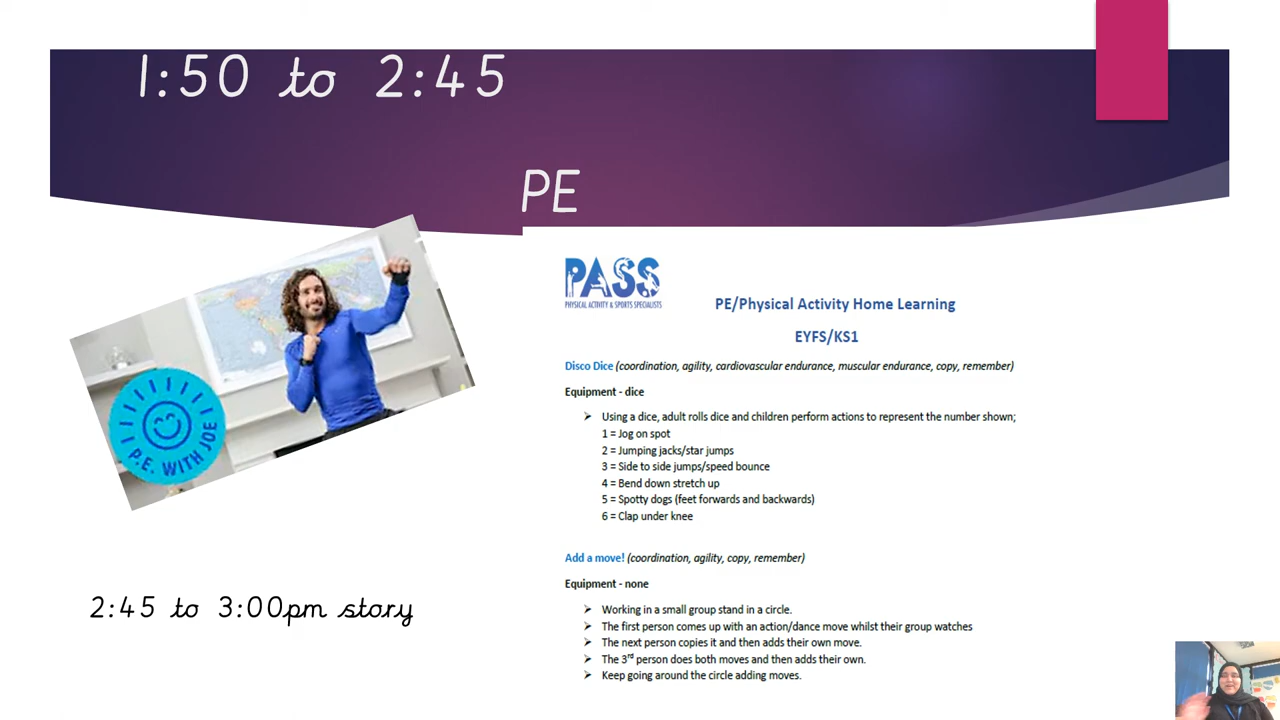 1:50 to 2:45
PE
P.E. WITH JOE
2:45 to 3:00pm story
PASS
PHYSICAL ACTIVITY & SPORTS SPECIALISTS
PE/Physical Activity Home Learning
EYFS/KS1
Disco Dice (coordination, agility, cardiovascular endurance, muscular endurance, copy, remember)
Equipment - dice
➢ Using a dice, adult rolls dice and children perform actions to represent the number shown;
1 = Jog on spot
2 = Jumping jacks/star jumps
3 = Side to side jumps/speed bounce
4 = Bend down stretch up
5 = Spotty dogs (feet forwards and backwards)
6 = Clap under knee
Add a move! (coordination, agility, copy, remember)
Equipment - none
➢ Working in a small group stand in a circle.
➢ The first person comes up with an action/dance move whilst their group watches
➢ The next person copies it and then adds their own move.
➢ The 3rd person does both moves and then adds their own.
➢ Keep going around the circle adding moves.